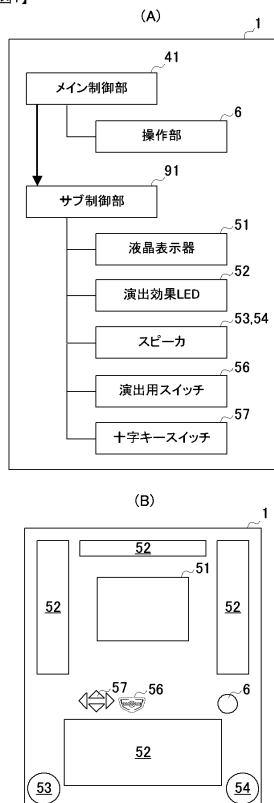 (A)
1
41
メイン制御部
6
操作部
91
サブ制御部
51
液晶表示器
52
演出効果LED
53,54
スピーカ
56
演出用スイッチ
57
十字キースイッチ
(B)
1
52
51
52
52
57
56
6
52
53
54